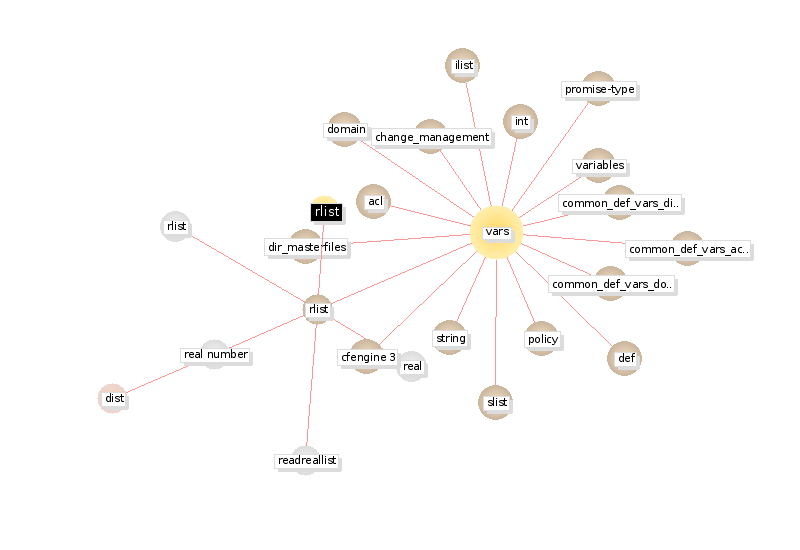 ilist
promise-type
int
domain
change_management
variables
acl
common_def_vars_di..
rlist
rlist
vars
dir_masterfiles
common_def_vars_ac..
common_def_vars_do..
rlist
string
policy
real number
cfengine 3
def
real
dist
slist
readreallist